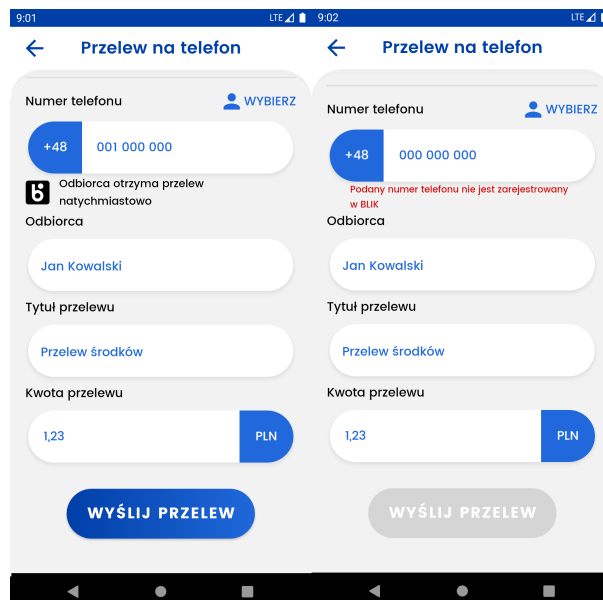 9:01 LTE
Przelew na telefon
Numer telefonu WYBIERZ
+48 001 000 000
Odbiorca otrzyma przelew
natychmiastowo
Odbiorca
Jan Kowalski
Tytuł przelewu
Przelew środków
Kwota przelewu
1,23 PLN
WYŚLIJ PRZELEW
9:02 LTE
Przelew na telefon
Numer telefonu WYBIERZ
+48 000 000 000
Podany numer telefonu nie jest zarejestrowany
w BLIK
Odbiorca
Jan Kowalski
Tytuł przelewu
Przelew środków
Kwota przelewu
1,23 PLN
WYŚLIJ PRZELEW